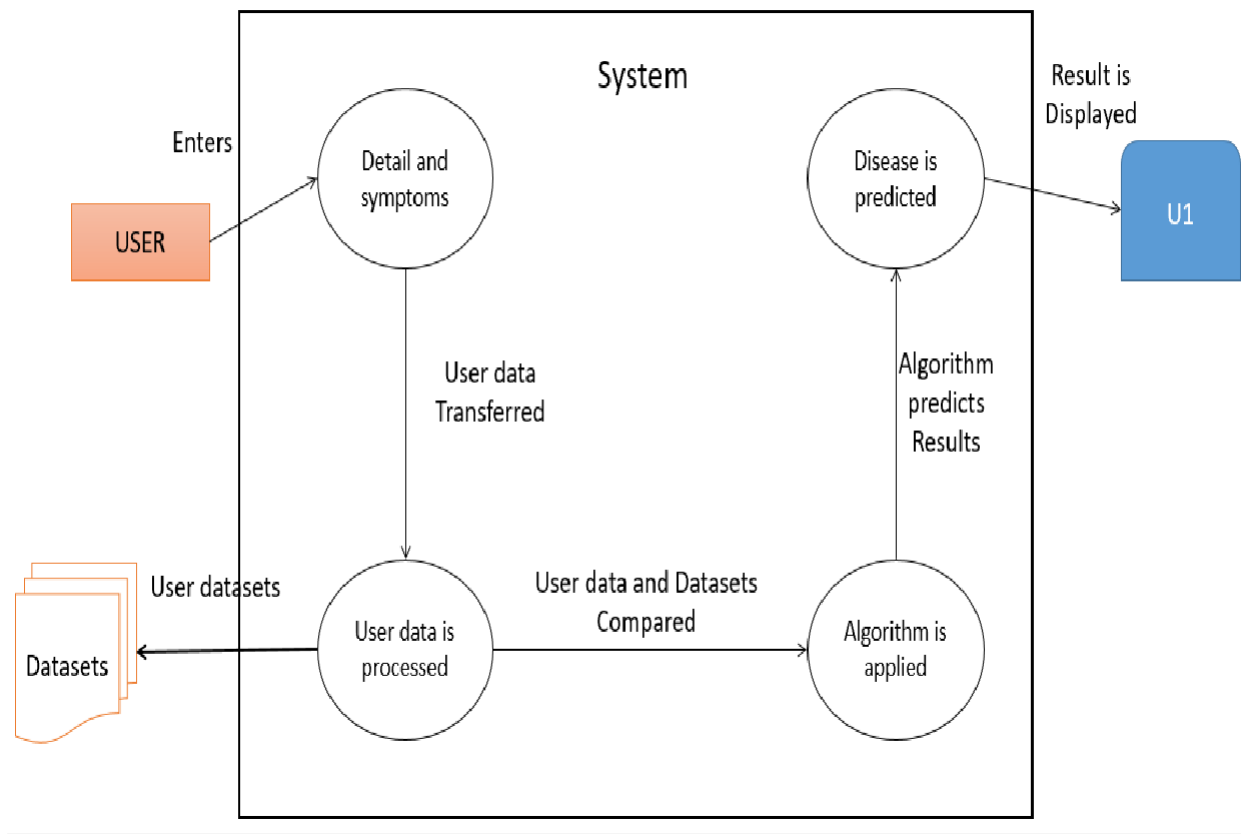 System
Enters
USER
Detail and
symptoms
Disease is
predicted
Result is
Displayed
U1
User data
Transferred
Algorithm
predicts
Results
User datasets
Datasets
User data is
processed
User data and Datasets
Compared
Algorithm is
applied